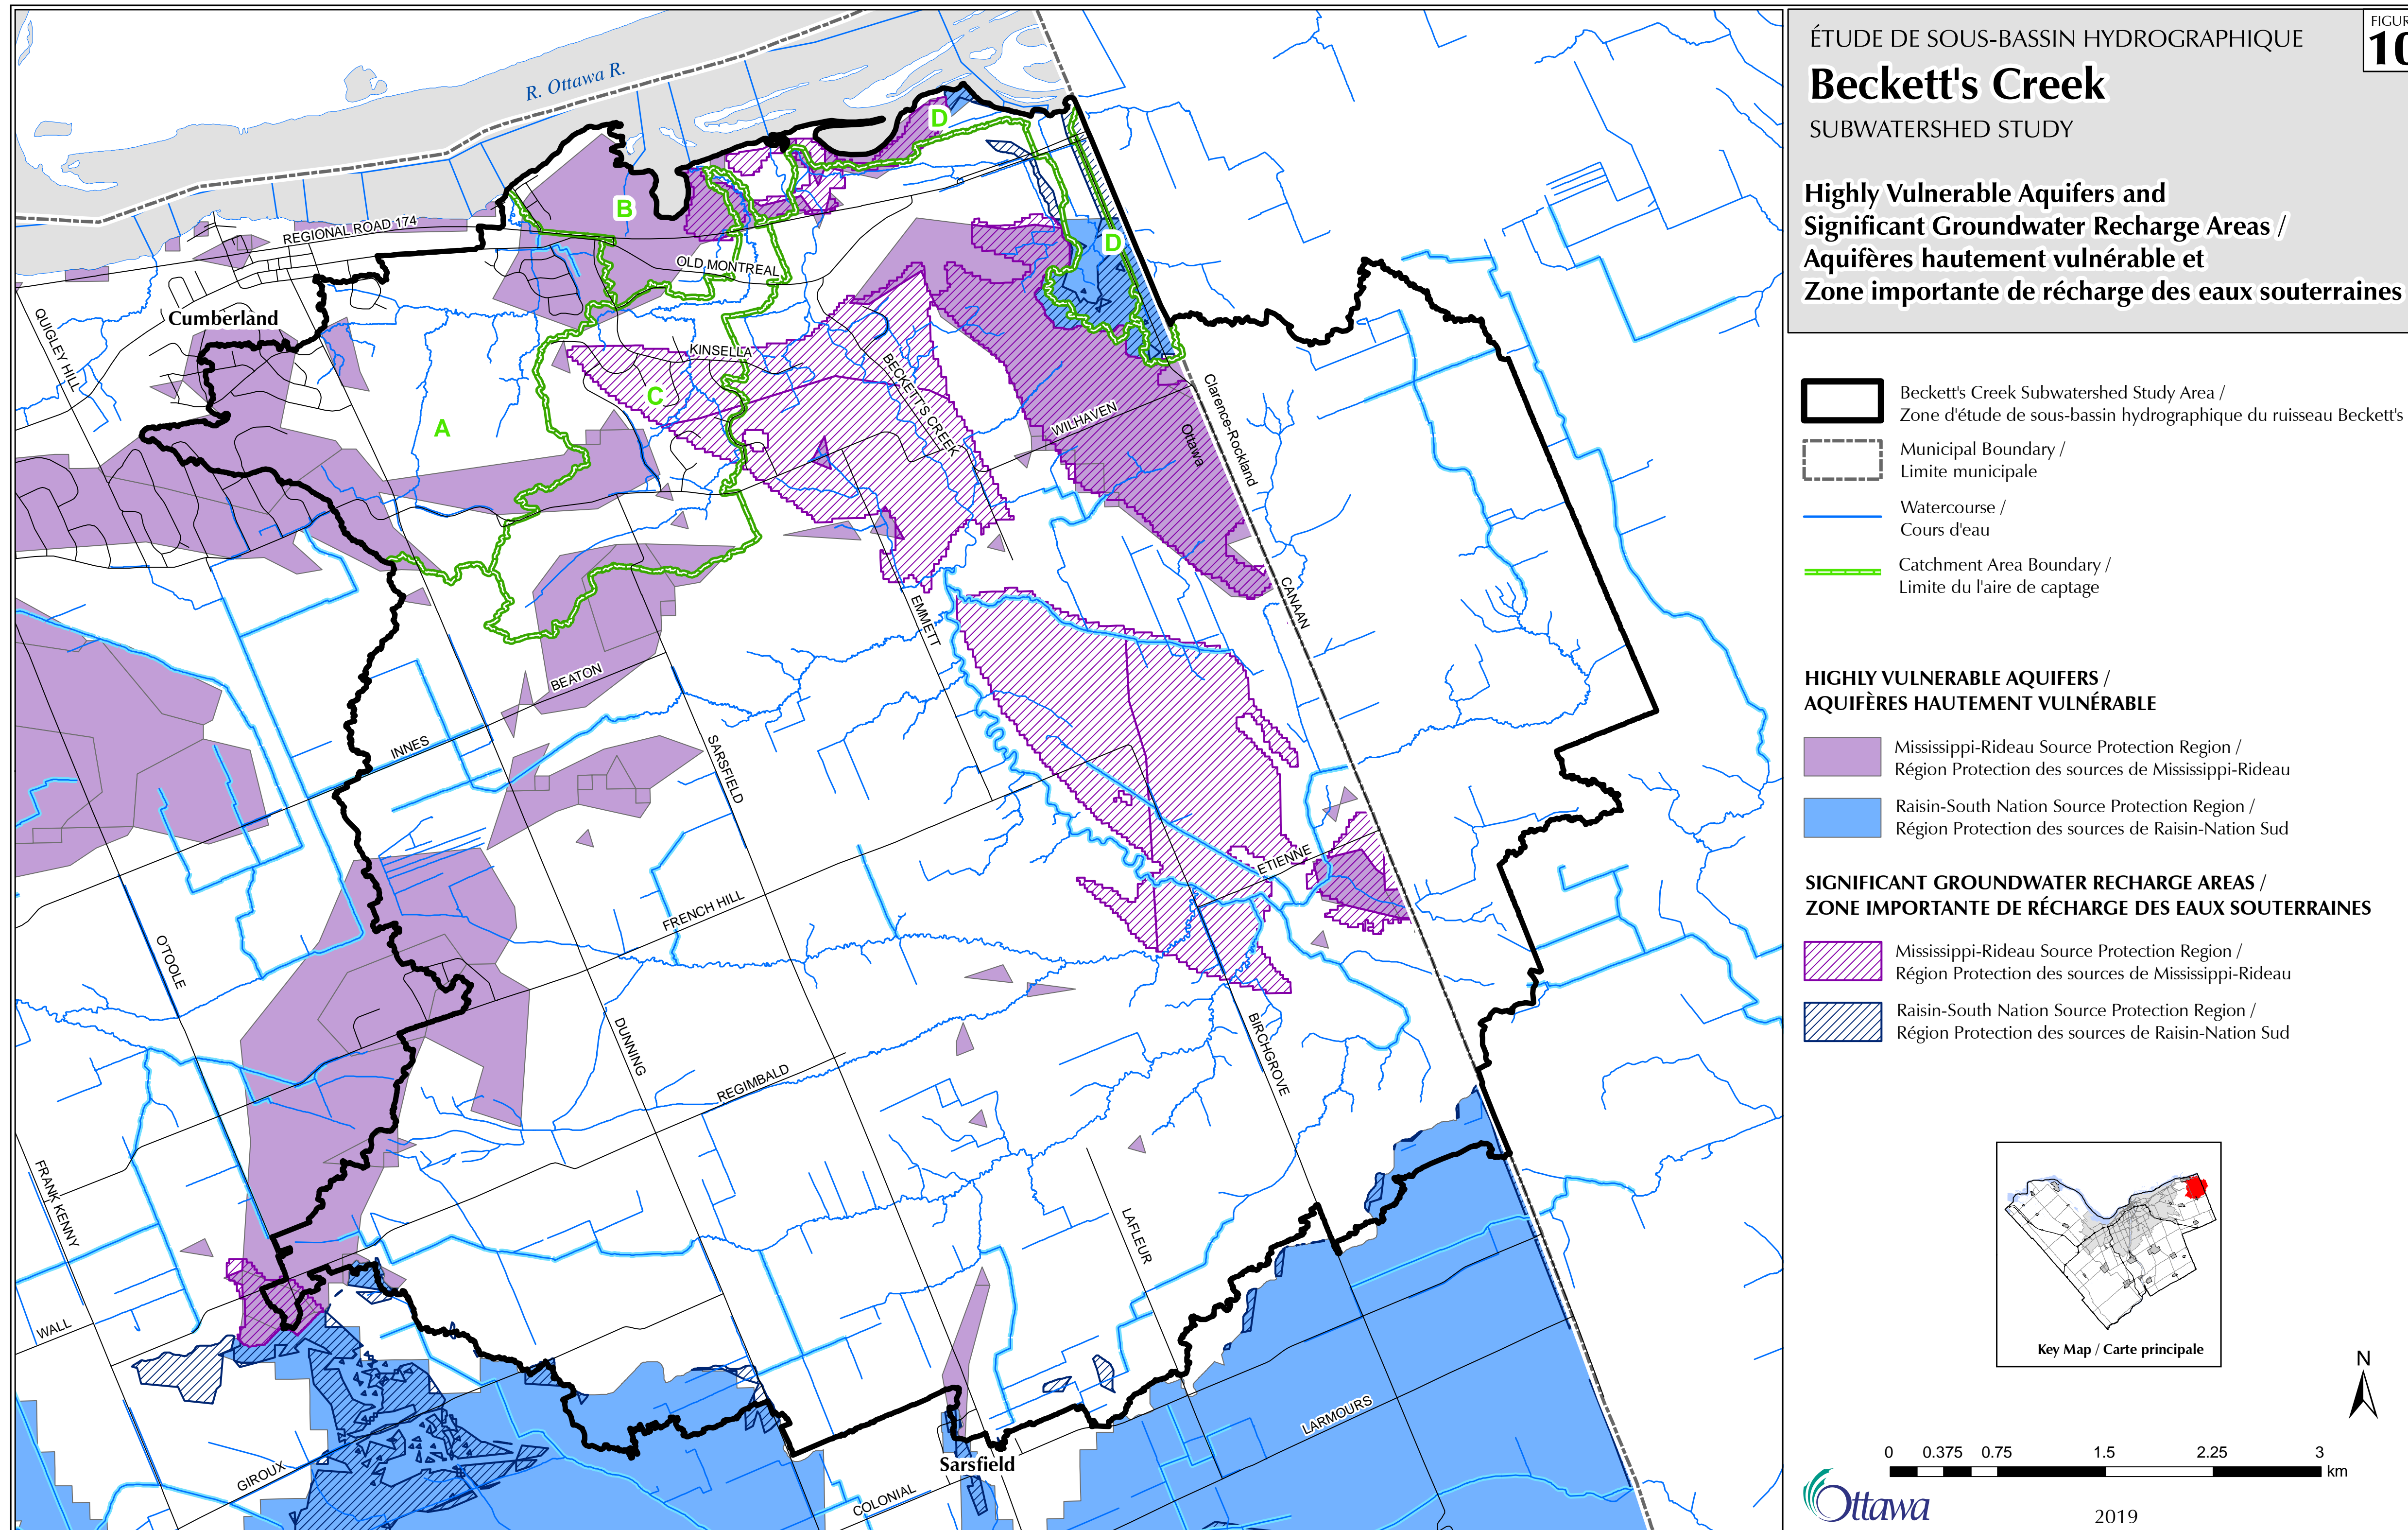 R. Ottawa R.
REGIONAL ROAD 174
OLD MONTREAL
Cumberland
QUIGLEY HILL
KINSELLA
BECKETT'S CREEK
WILHAVEN
Ottawa
Clarence-Rockland
A
B
C
D
D
EMMETT
CANAAN
BEATON
INNES
SARSFIELD
ETIENNE
FRENCH HILL
O'TOOLE
DUNNING
REGIMBALD
BIRCHGROVE
FRANK KENNY
LAFLEUR
WALL
LARMOURS
Sarsfield
GIROUX
COLONIAL
ÉTUDE DE SOUS-BASSIN HYDROGRAPHIQUE
Beckett's Creek
SUBWATERSHED STUDY
10
Highly Vulnerable Aquifers and
Significant Groundwater Recharge Areas /
Aquifères hautement vulnérable et
Zone importante de récharge des eaux souterraines
Beckett's Creek Subwatershed Study Area /
Zone d'étude de sous-bassin hydrographique du ruisseau Beckett's
Municipal Boundary /
Limite municipale
Watercourse /
Cours d'eau
Catchment Area Boundary /
Limite du l'aire de captage
HIGHLY VULNERABLE AQUIFERS /
AQUIFÈRES HAUTEMENT VULNÉRABLE
Mississippi-Rideau Source Protection Region /
Région Protection des sources de Mississippi-Rideau
Raisin-South Nation Source Protection Region /
Région Protection des sources de Raisin-Nation Sud
SIGNIFICANT GROUNDWATER RECHARGE AREAS /
ZONE IMPORTANTE DE RÉCHARGE DES EAUX SOUTERRAINES
Mississippi-Rideau Source Protection Region /
Région Protection des sources de Mississippi-Rideau
Raisin-South Nation Source Protection Region /
Région Protection des sources de Raisin-Nation Sud
Key Map / Carte principale
N
0 0.375 0.75 1.5 2.25 3
km
Ottawa
2019